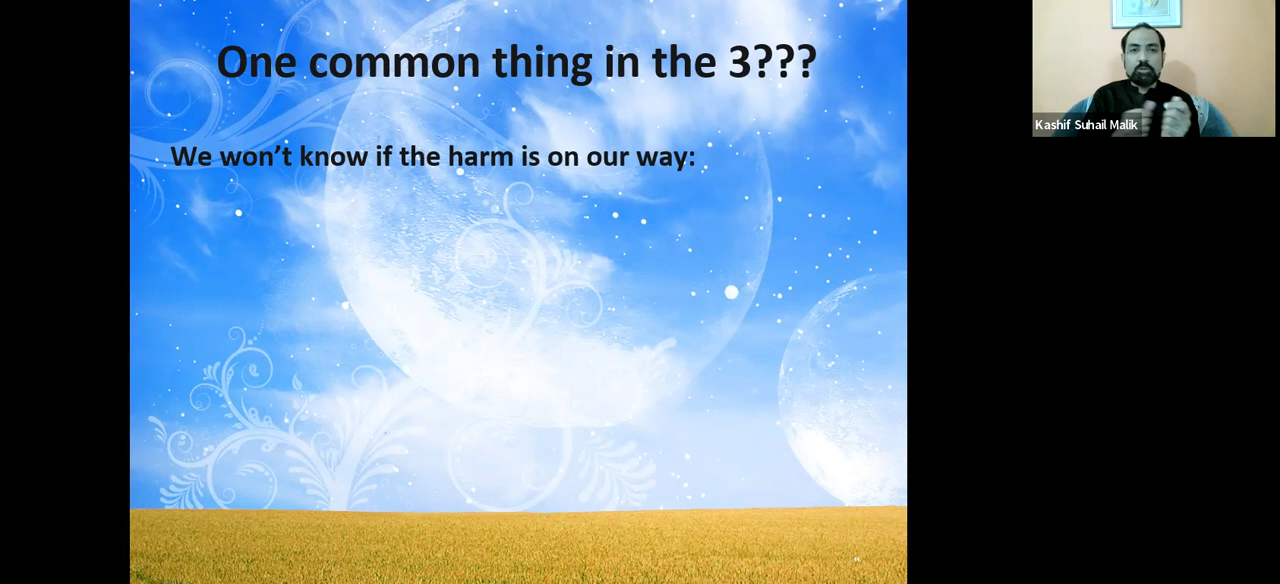 One common thing in the 3???
We won't know if the harm is on our way:
Kashif Suhail Malik